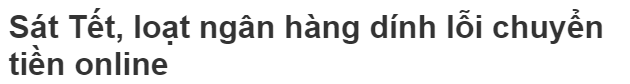 Sát Tết, loạt ngân hàng dính lỗi chuyển
tiền online